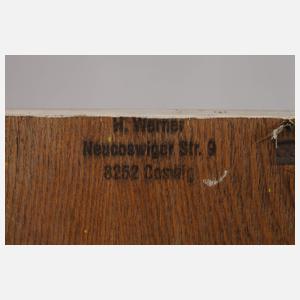 H. Werner
Neucoswiger Str. 9
8252 Coswig